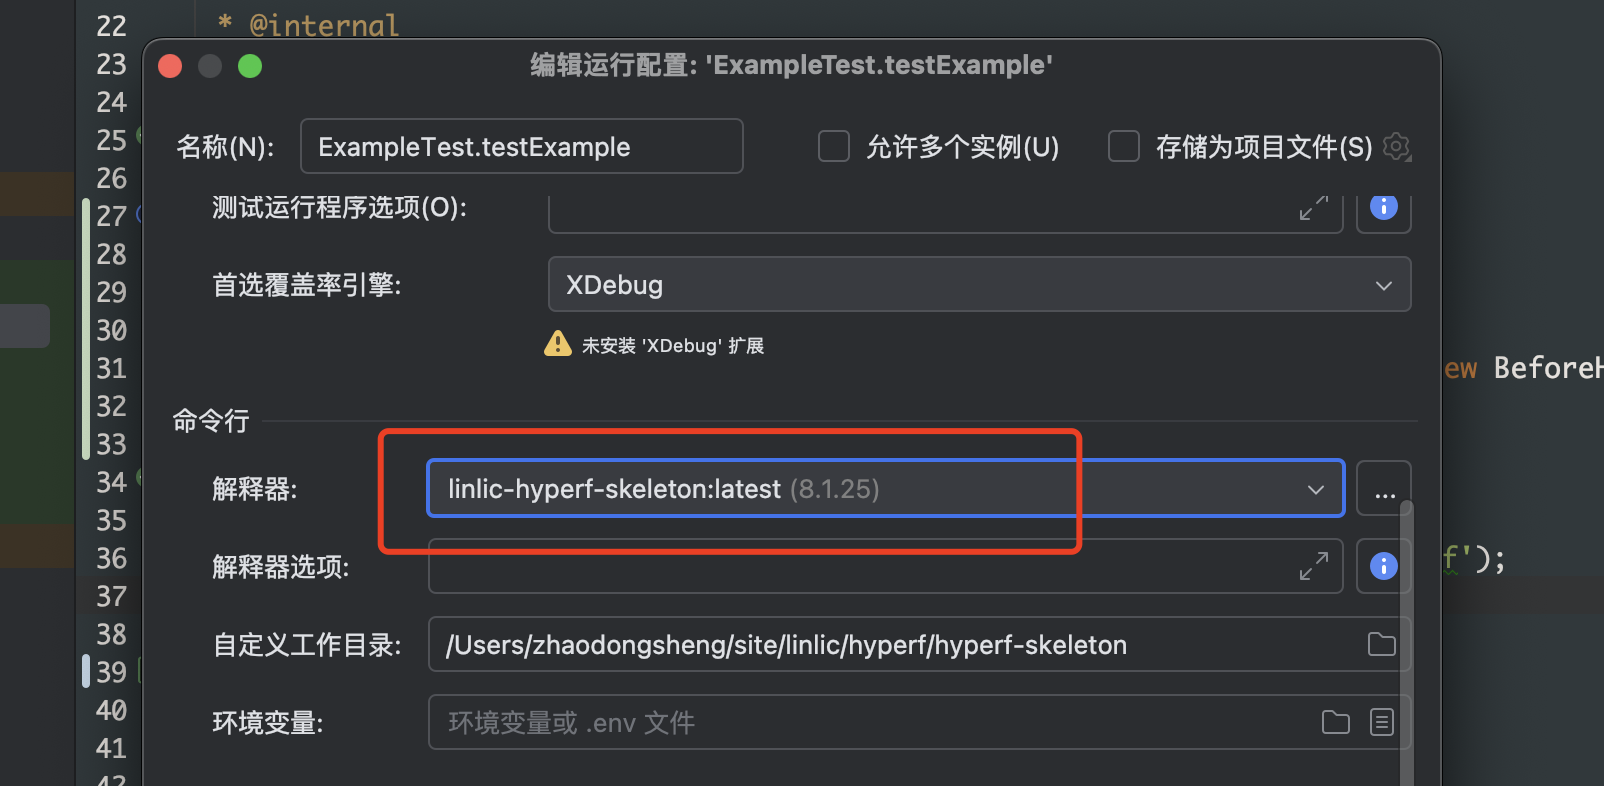 22
* @internal
23
编辑运行配置: 'ExampleTest.testExample'
24
25
名称(N):
ExampleTest.testExample
允许多个实例(U)
存储为项目文件(S)
26
27
测试运行程序选项(O):
28
29
首选覆盖率引擎:
XDebug
30
未安装 'XDebug' 扩展
31
ew BeforeH
32
命令行
33
34
解释器:
linlic-hyperf-skeleton:latest (8.1.25)
...
35
36
解释器选项:
f');
37
38
自定义工作目录:
/Users/zhaodongsheng/site/linlic/hyperf/hyperf-skeleton
39
40
环境变量:
环境变量或 .env 文件
41
42